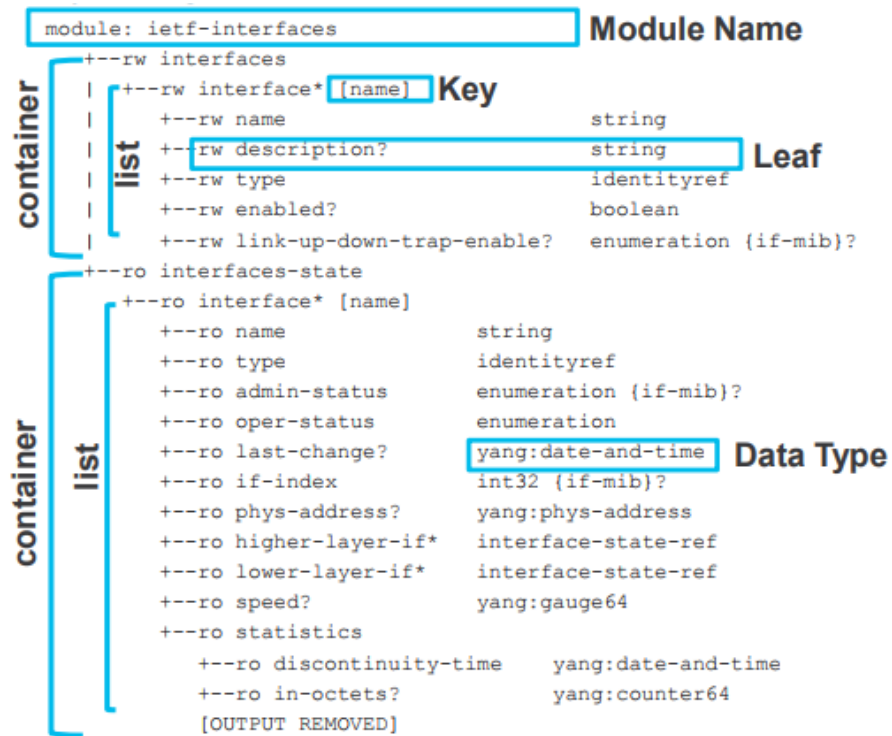 module: ietf-interfaces Module Name
+--rw interfaces
| +--rw interface* [name] Key
| +--rw name string
| +--rw description? string Leaf
| +--rw type identityref
| +--rw enabled? boolean
| +--rw link-up-down-trap-enable? enumeration {if-mib}?
container
list
+--ro interfaces-state
+--ro interface* [name]
+--ro name string
+--ro type identityref
+--ro admin-status enumeration {if-mib}?
+--ro oper-status enumeration
+--ro last-change? yang:date-and-time Data Type
+--ro if-index int32 {if-mib}?
+--ro phys-address? yang:phys-address
+--ro higher-layer-if* interface-state-ref
+--ro lower-layer-if* interface-state-ref
+--ro speed? yang:gauge64
+--ro statistics
+--ro discontinuity-time yang:date-and-time
+--ro in-octets? yang:counter64
[OUTPUT REMOVED]
container
list